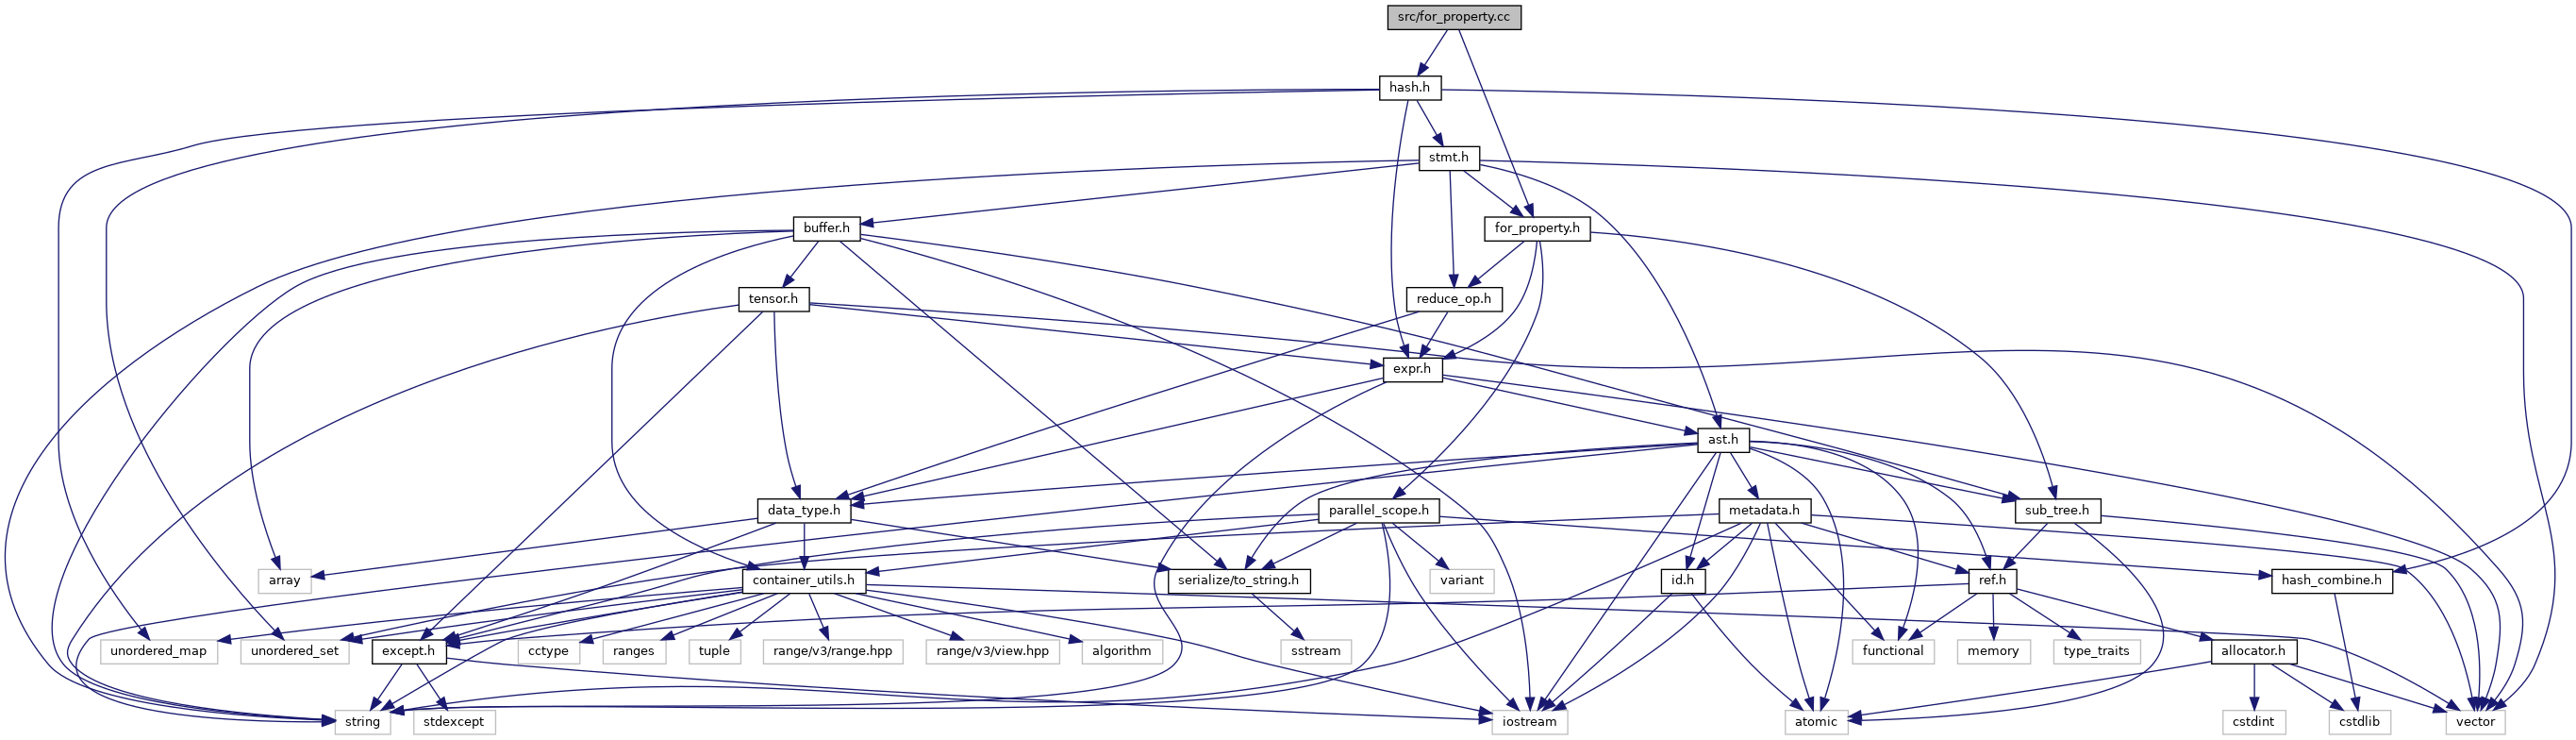 src/for_property.cc
hash.h
stmt.h
buffer.h
for_property.h
tensor.h
reduce_op.h
expr.h
ast.h
data_type.h
parallel_scope.h
metadata.h
sub_tree.h
array
container_utils.h
serialize/to_string.h
variant
id.h
ref.h
hash_combine.h
unordered_map
unordered_set
except.h
cctype
ranges
tuple
range/v3/range.hpp
range/v3/view.hpp
algorithm
sstream
functional
memory
type_traits
allocator.h
string
stdexcept
iostream
atomic
cstdint
cstdlib
vector